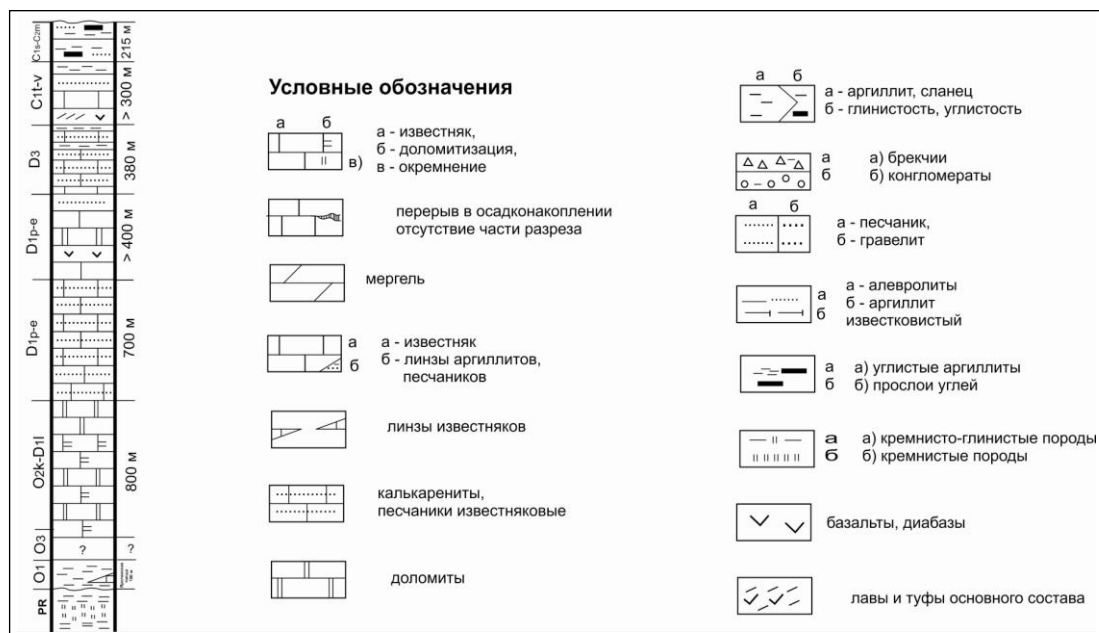 C1s-C2m
215 м
C1t-v
> 300 м
D3
380 м
D1p-e
> 400 м
D1p-e
700 м
O2k-D1l
800 м
O3
?
?
O1
PR
Условные обозначения
а б
в)
а - известняк,
б - доломитизация,
в - окремнение
перерыв в осадконакоплении
отсутствие части разреза
мергель
а
б
а - известняк
б - линзы аргиллитов,
песчаников
линзы известняков
калькарениты,
песчаники известняковые
доломиты
а б
а - аргиллит, сланец
б - глинистость, углистость
а
б
а) брекчии
б) конгломераты
а б
а - песчаник,
б - гравелит
а
б
а - алевролиты
б - аргиллит
известковистый
а
б
а) углистые аргиллиты
б) прослои углей
а
б
а) кремнисто-глинистые породы
б) кремнистые породы
базальты, диабазы
лавы и туфы основного состава